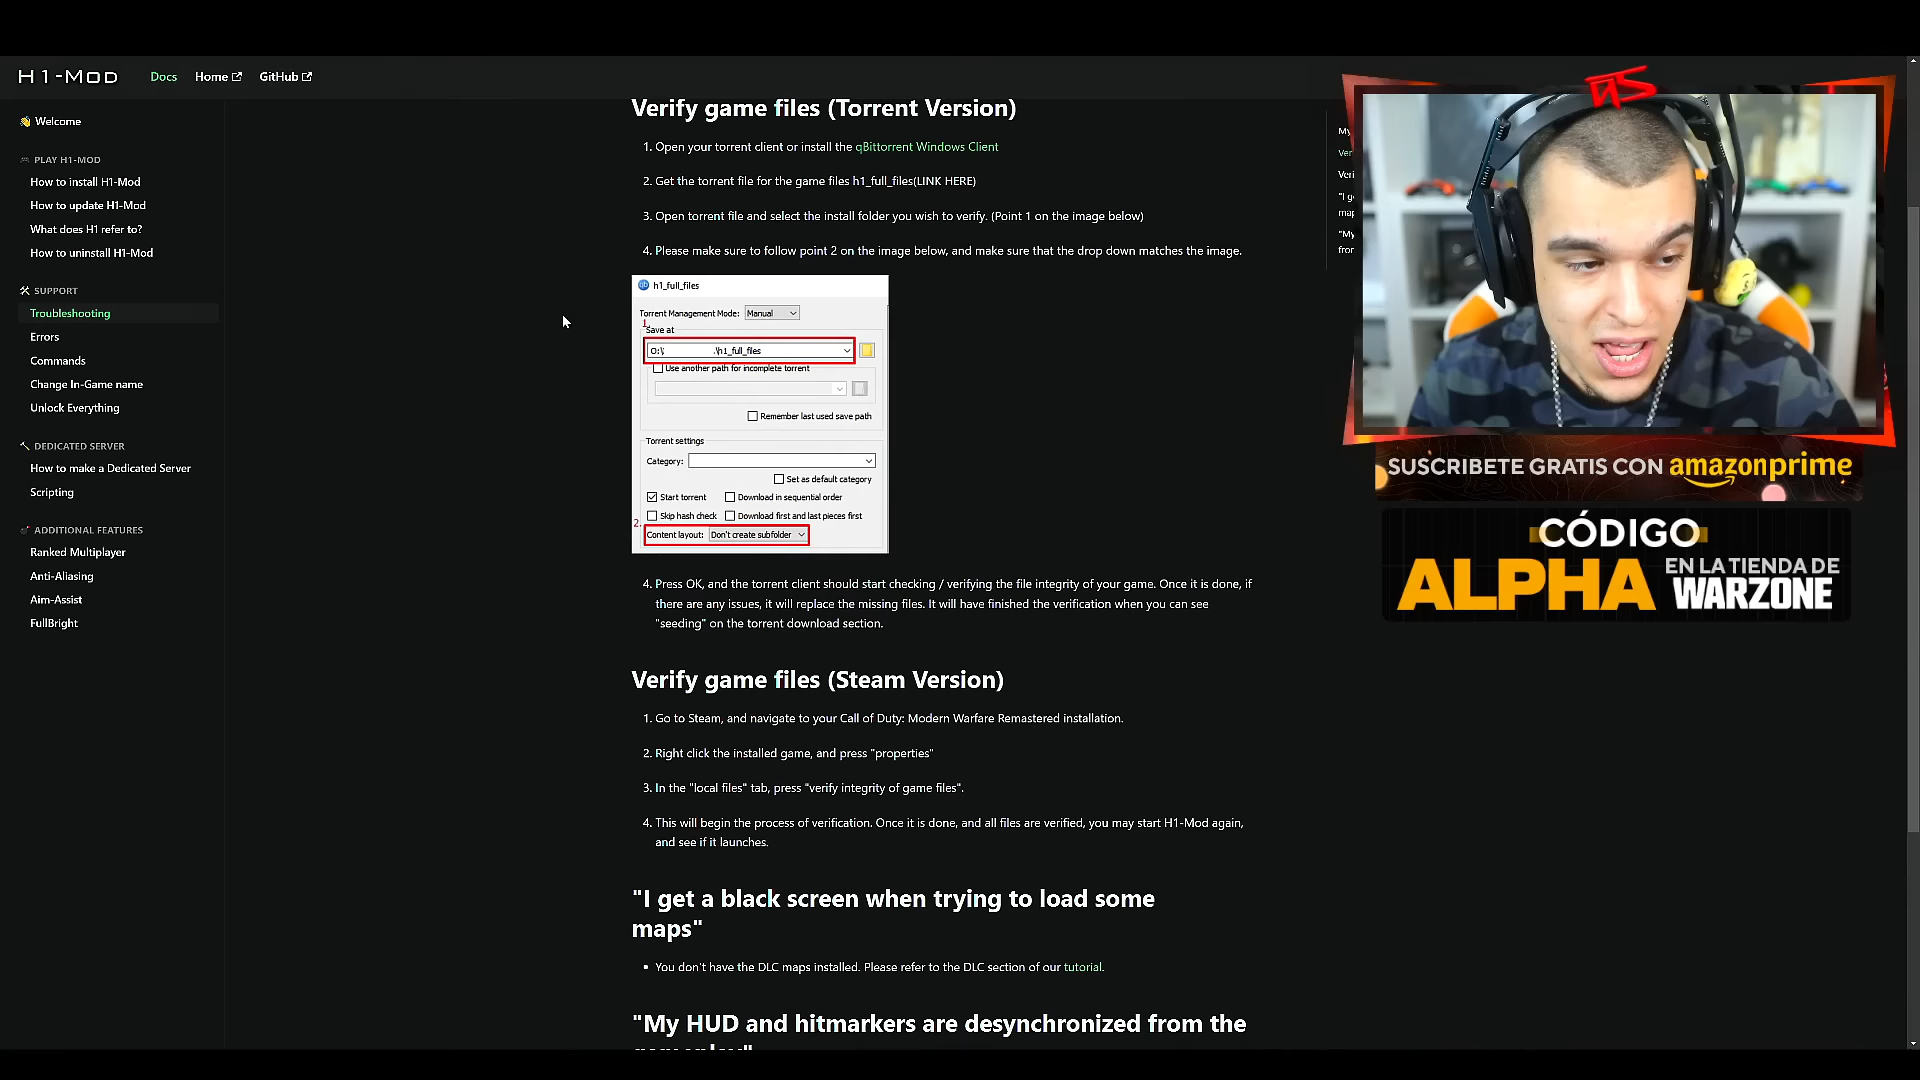 H1-MOD
Docs
Home
GitHub
Welcome
PLAY H1-MOD
How to install H1-Mod
How to update H1-Mod
What does H1 refer to?
How to uninstall H1-Mod
SUPPORT
Troubleshooting
Errors
Commands
Change In-Game name
Unlock Everything
DEDICATED SERVER
How to make a Dedicated Server
Scripting
ADDITIONAL FEATURES
Ranked Multiplayer
Anti-Aliasing
Aim-Assist
FullBright
Verify game files (Torrent Version)
1. Open your torrent client or install the qBittorrent Windows Client
2. Get the torrent file for the game files h1_full_files(LINK HERE)
3. Open torrent file and select the install folder you wish to verify. (Point 1 on the image below)
4. Please make sure to follow point 2 on the image below, and make sure that the drop down matches the image.
h1_full_files
Torrent Management Mode: Manual
1.
Save at
O:\ .\h1_full_files
Use another path for incomplete torrent
Remember last used save path
Torrent settings
Category:
Set as default category
Start torrent Download in sequential order
Skip hash check Download first and last pieces first
2.
Content layout: Don't create subfolder
4. Press OK, and the torrent client should start checking / verifying the file integrity of your game. Once it is done, if
there are any issues, it will replace the missing files. It will have finished the verification when you can see
"seeding" on the torrent download section.
Verify game files (Steam Version)
1. Go to Steam, and navigate to your Call of Duty: Modern Warfare Remastered installation.
2. Right click the installed game, and press "properties"
3. In the "local files" tab, press "verify integrity of game files".
4. This will begin the process of verification. Once it is done, and all files are verified, you may start H1-Mod again,
and see if it launches.
"I get a black screen when trying to load some
maps"
You don't have the DLC maps installed. Please refer to the DLC section of our tutorial.
"My HUD and hitmarkers are desynchronized from the
My
Ver
Veri
"I g
map
"My
fror
SUSCRIBETE GRATIS CON amazonprime
CÓDIGO
ALPHA EN LA TIENDA DE
WARZONE